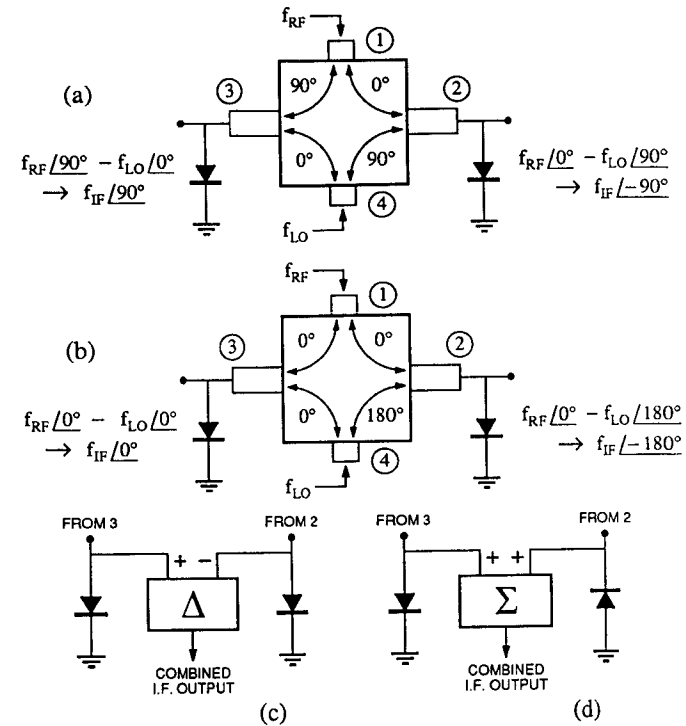 f_RF
①
(a)
③
90°
0°
②
f_RF/90° − f_LO/0°
→ f_IF/90°
0°
90°
f_RF/0° − f_LO/90°
→ f_IF/−90°
④
f_LO
f_RF
①
(b)
③
0°
0°
②
f_RF/0° − f_LO/0°
→ f_IF/0°
0°
180°
f_RF/0° − f_LO/180°
→ f_IF/−180°
④
f_LO
FROM 3
FROM 2
+ −
Δ
COMBINED
I.F. OUTPUT
(c)
FROM 3
FROM 2
+ +
Σ
COMBINED
I.F. OUTPUT
(d)